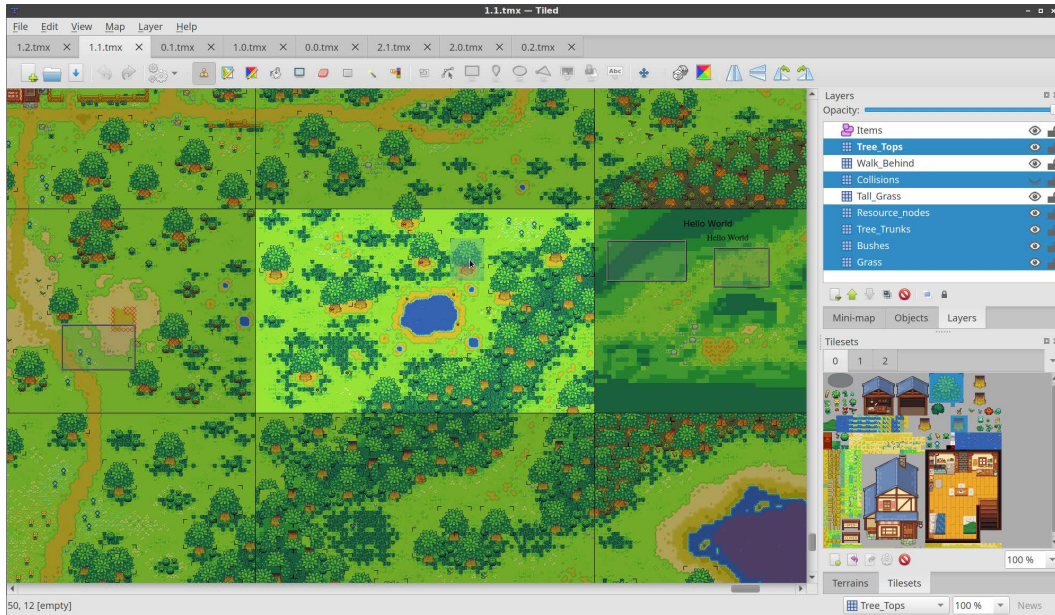 1.1.tmx — Tiled
File Edit View Map Layer Help
1.2.tmx 1.1.tmx 0.1.tmx 1.0.tmx 0.0.tmx 2.1.tmx 2.0.tmx 0.2.tmx
Abc
Hello World
Hello World
Layers
Opacity:
Items
Tree_Tops
Walk_Behind
Collisions
Tall_Grass
Resource_nodes
Tree_Trunks
Bushes
Grass
Mini-map Objects Layers
Tilesets
0 1 2
100 %
Terrains Tilesets
50, 12 [empty]
Tree_Tops 100 % News